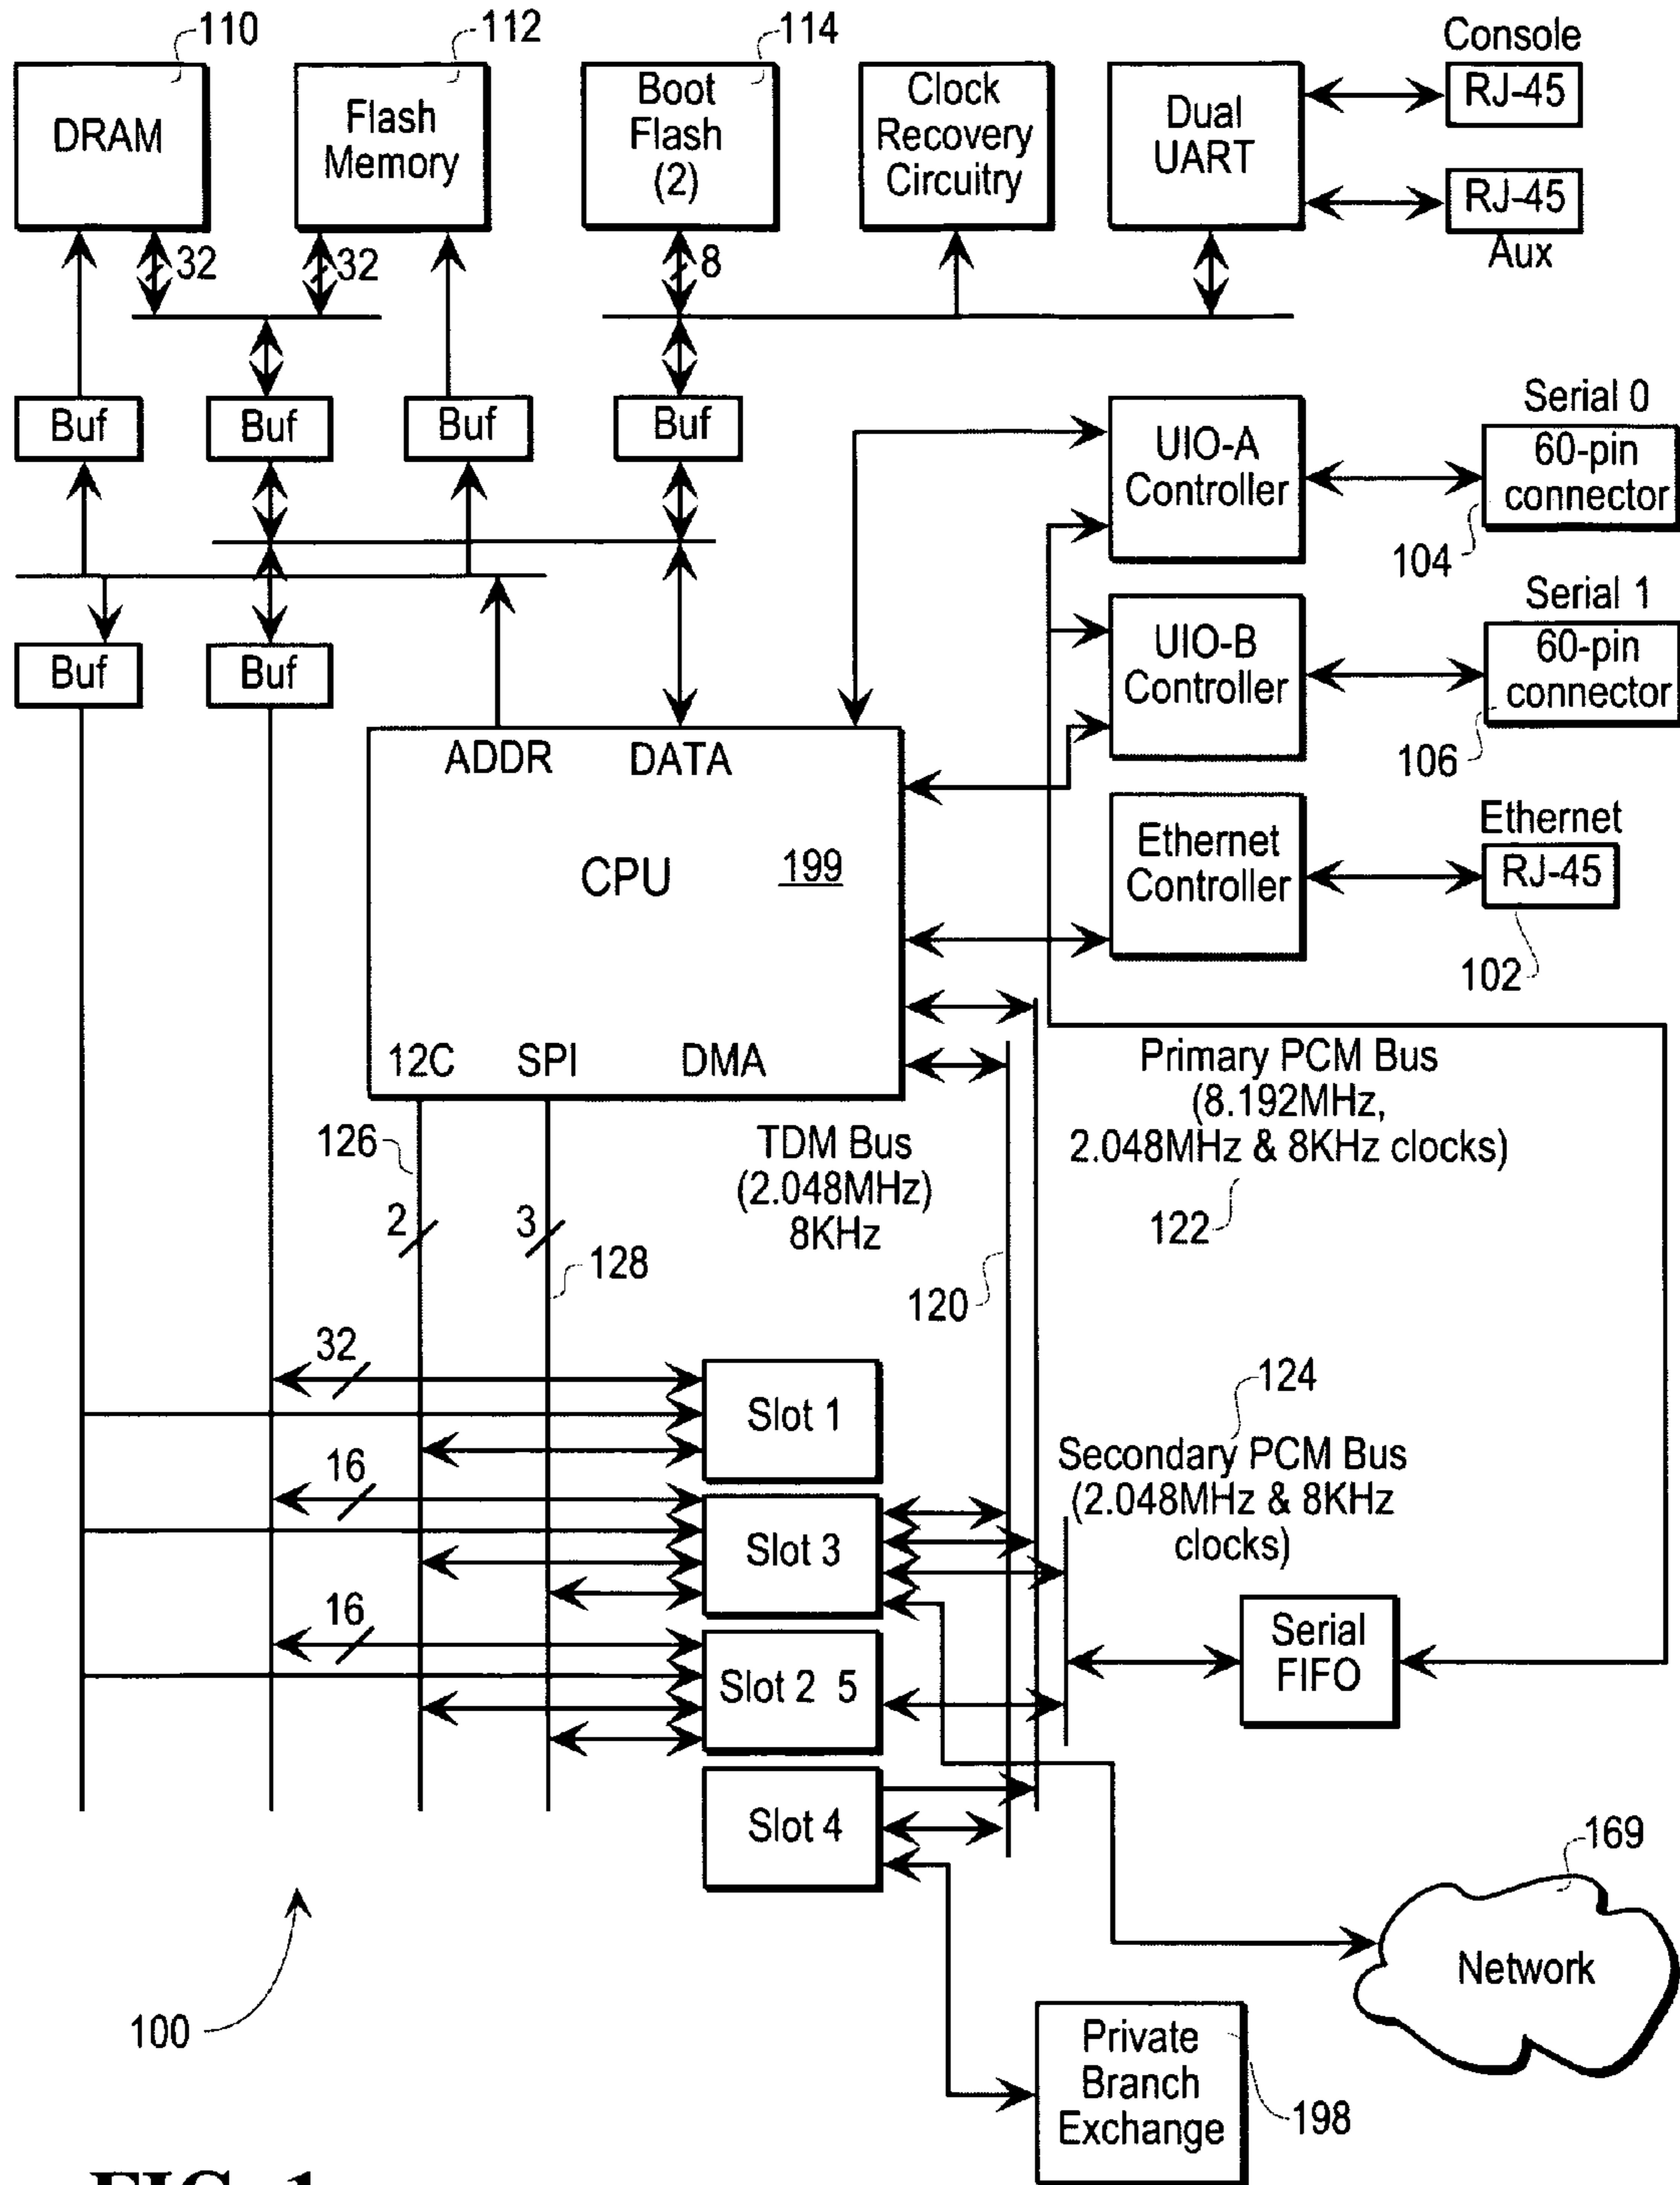 110
112
114
Console
DRAM
Flash
Memory
Boot
Flash
(2)
Clock
Recovery
Circuitry
Dual
UART
RJ-45
RJ-45
Aux
32
32
8
Buf
Buf
Buf
Buf
UIO-A
Controller
Serial 0
60-pin
connector
104
Buf
Buf
UIO-B
Controller
Serial 1
60-pin
connector
106
ADDR
DATA
CPU
199
Ethernet
Controller
Ethernet
RJ-45
102
12C
SPI
DMA
Primary PCM Bus
(8.192MHz,
2.048MHz & 8KHz clocks)
122
126
TDM Bus
(2.048MHz)
8KHz
2
3
128
120
32
Slot 1
124
Secondary PCM Bus
(2.048MHz & 8KHz
clocks)
16
Slot 3
16
Slot 2 5
Serial
FIFO
Slot 4
169
Network
100
Private
Branch
Exchange
198